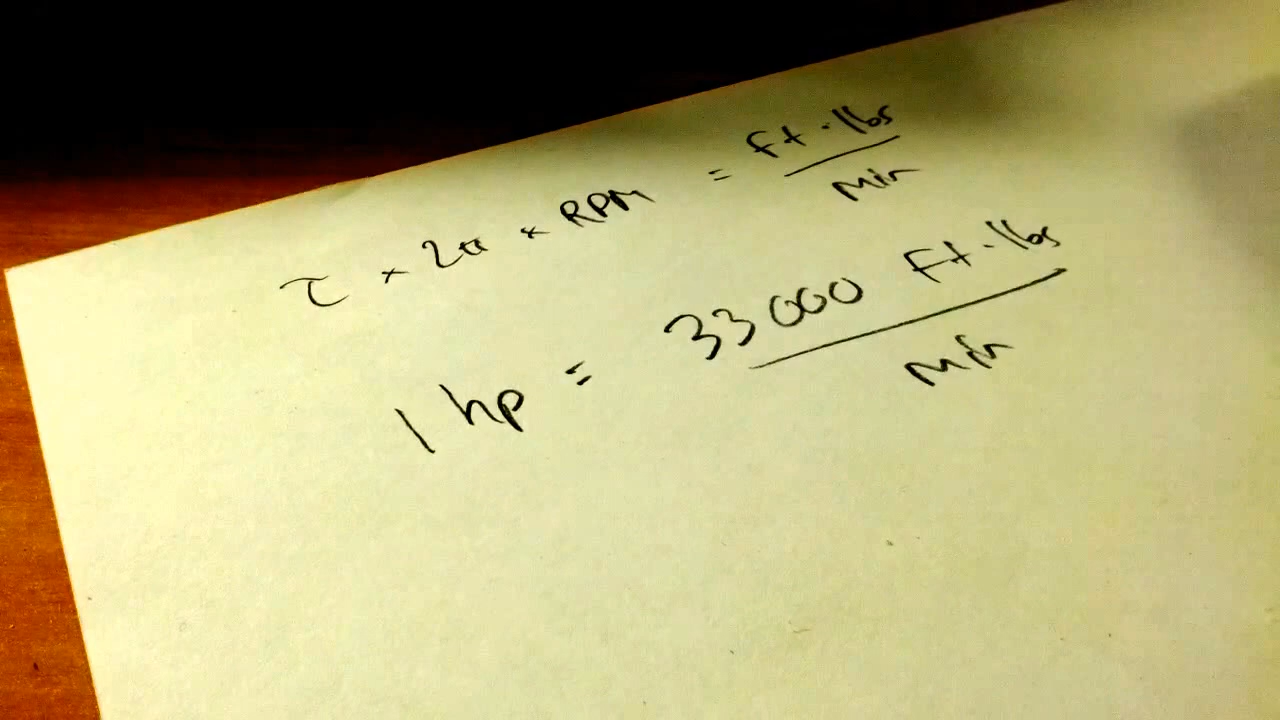 τ × 2π × RPM = ft·lbs / min
1 hp = 33000 ft·lbs / min